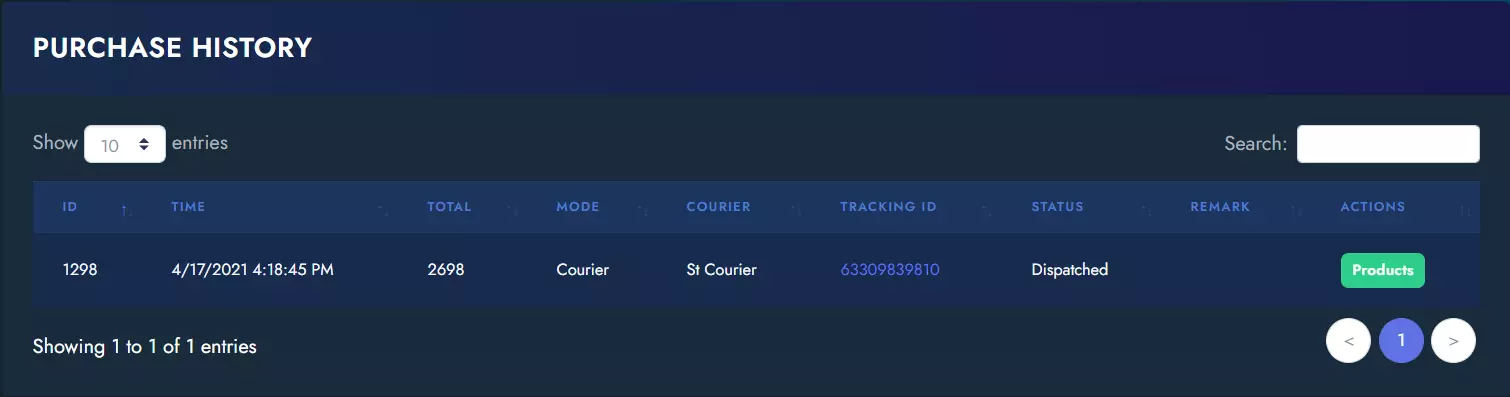 PURCHASE HISTORY
Show 10 entries Search:
ID TIME TOTAL MODE COURIER TRACKING ID STATUS REMARK ACTIONS
1298 4/17/2021 4:18:45 PM 2698 Courier St Courier 63309839810 Dispatched Products
Showing 1 to 1 of 1 entries < 1 >